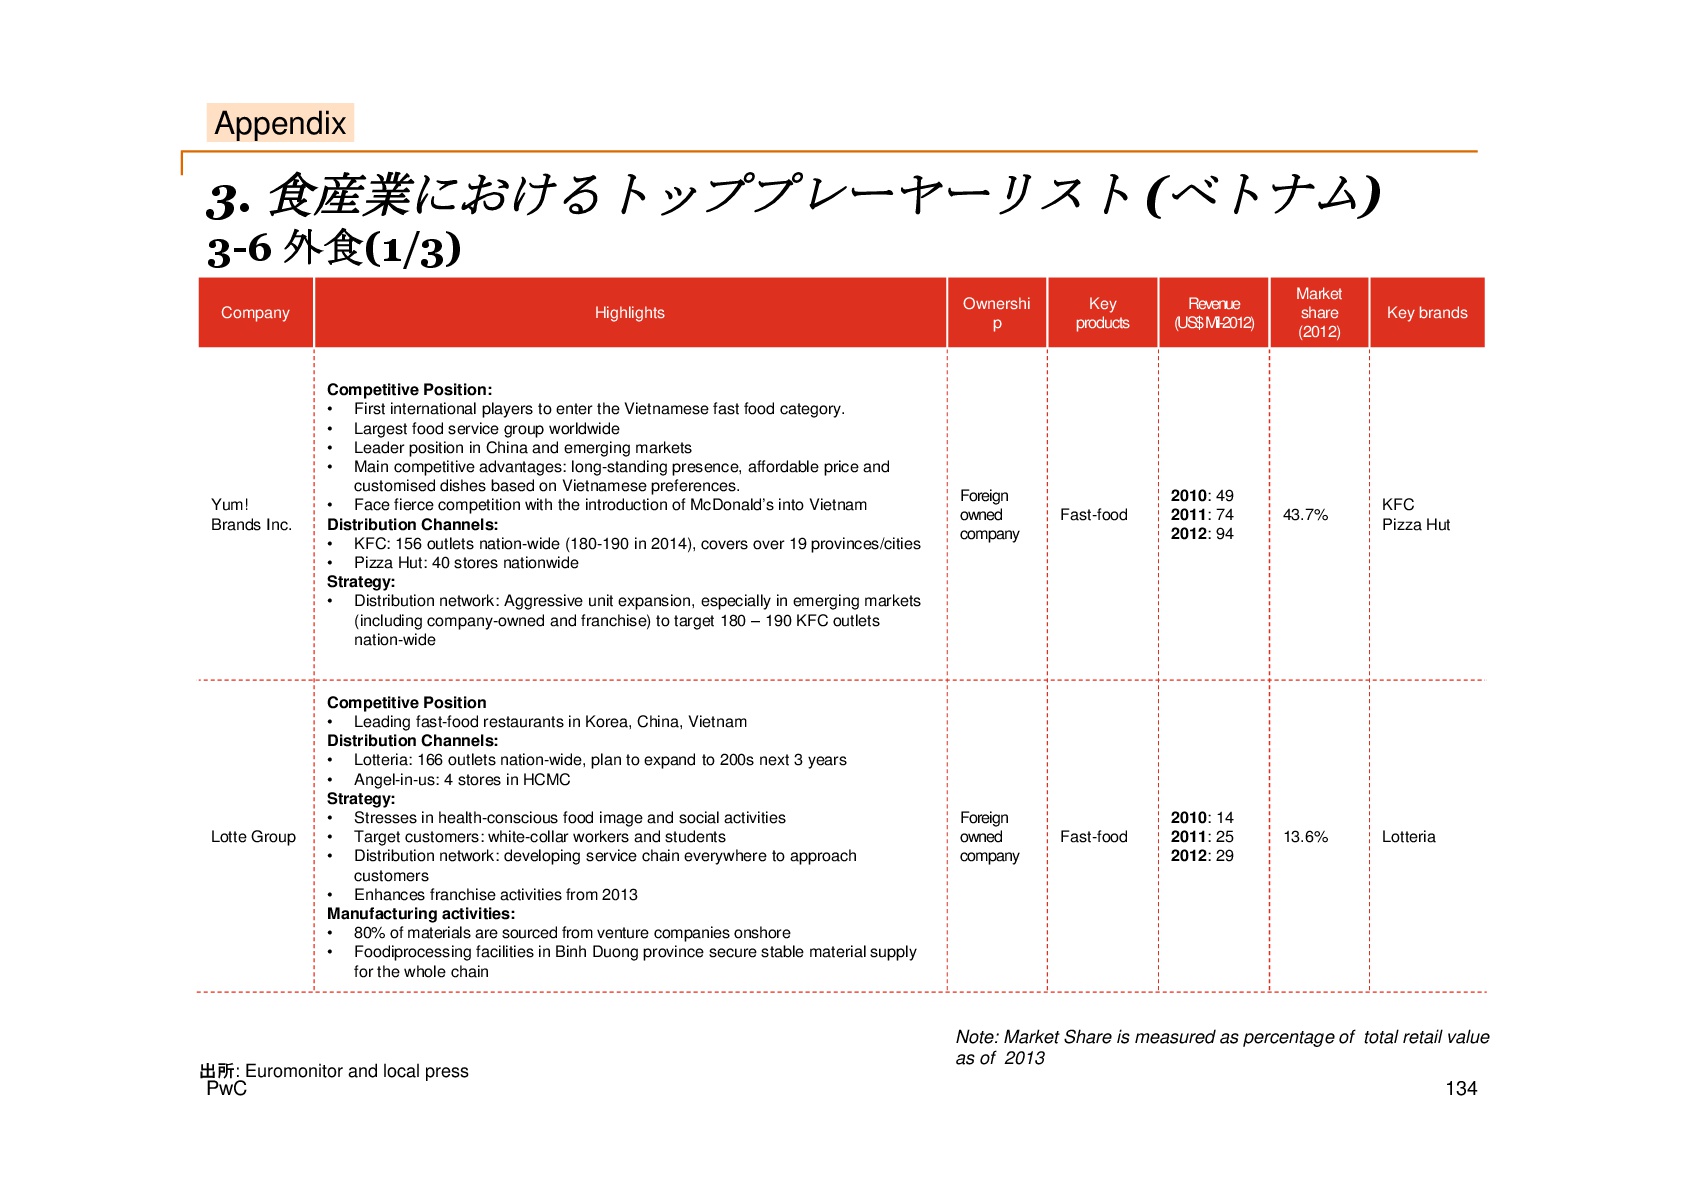 Appendix
3. 食産業におけるトッププレーヤーリスト(ベトナム)
3-6 外食(1/3)
Company
Highlights
Ownershi
p
Key
products
Revenue
(US$ Mil-2012)
Market
share
(2012)
Key brands
Yum!
Brands Inc.
Competitive Position:
• First international players to enter the Vietnamese fast food category.
• Largest food service group worldwide
• Leader position in China and emerging markets
• Main competitive advantages: long-standing presence, affordable price and
customised dishes based on Vietnamese preferences.
• Face fierce competition with the introduction of McDonald's into Vietnam
Distribution Channels:
• KFC: 156 outlets nation-wide (180-190 in 2014), covers over 19 provinces/cities
• Pizza Hut: 40 stores nationwide
Strategy:
• Distribution network: Aggressive unit expansion, especially in emerging markets
(including company-owned and franchise) to target 180 – 190 KFC outlets
nation-wide
Foreign
owned
company
Fast-food
2010: 49
2011: 74
2012: 94
43.7%
KFC
Pizza Hut
Lotte Group
Competitive Position
• Leading fast-food restaurants in Korea, China, Vietnam
Distribution Channels:
• Lotteria: 166 outlets nation-wide, plan to expand to 200s next 3 years
• Angel-in-us: 4 stores in HCMC
Strategy:
• Stresses in health-conscious food image and social activities
• Target customers: white-collar workers and students
• Distribution network: developing service chain everywhere to approach
customers
• Enhances franchise activities from 2013
Manufacturing activities:
• 80% of materials are sourced from venture companies onshore
• Foodiprocessing facilities in Binh Duong province secure stable material supply
for the whole chain
Foreign
owned
company
Fast-food
2010: 14
2011: 25
2012: 29
13.6%
Lotteria
Note: Market Share is measured as percentage of total retail value
as of 2013
出所: Euromonitor and local press
PwC
134